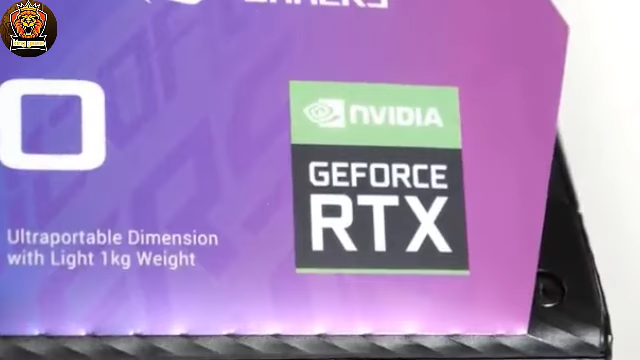 O
NVIDIA
GEFORCE
RTX
Ultraportable Dimension
with Light 1kg Weight